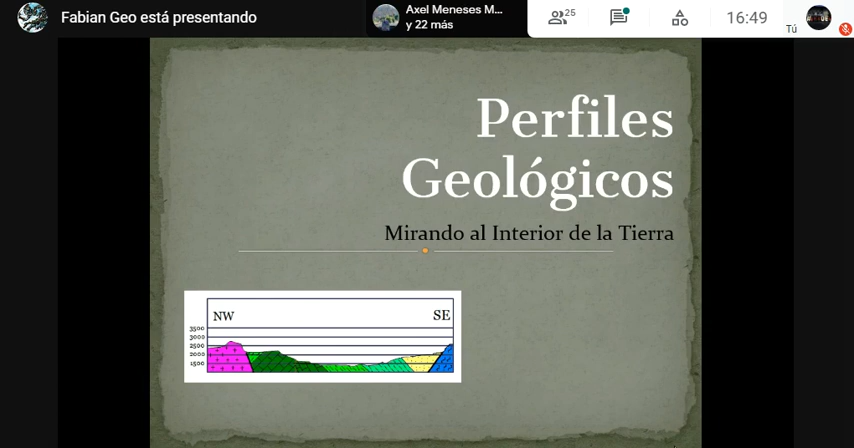 Fabian Geo está presentando
Axel Meneses M...
y 22 más
25
16:49
Tú
Perfiles
Geológicos
Mirando al Interior de la Tierra
NW
SE
3500
3000
2500
2000
1500